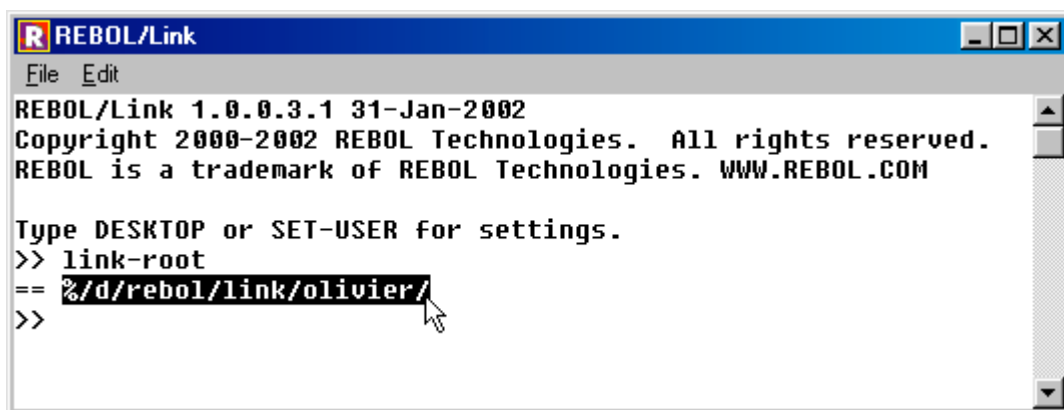 REBOL/Link
File Edit
REBOL/Link 1.0.0.3.1 31-Jan-2002
Copyright 2000-2002 REBOL Technologies.  All rights reserved.
REBOL is a trademark of REBOL Technologies. WWW.REBOL.COM
Type DESKTOP or SET-USER for settings.
>> link-root
== %/d/rebol/link/olivier/
>>